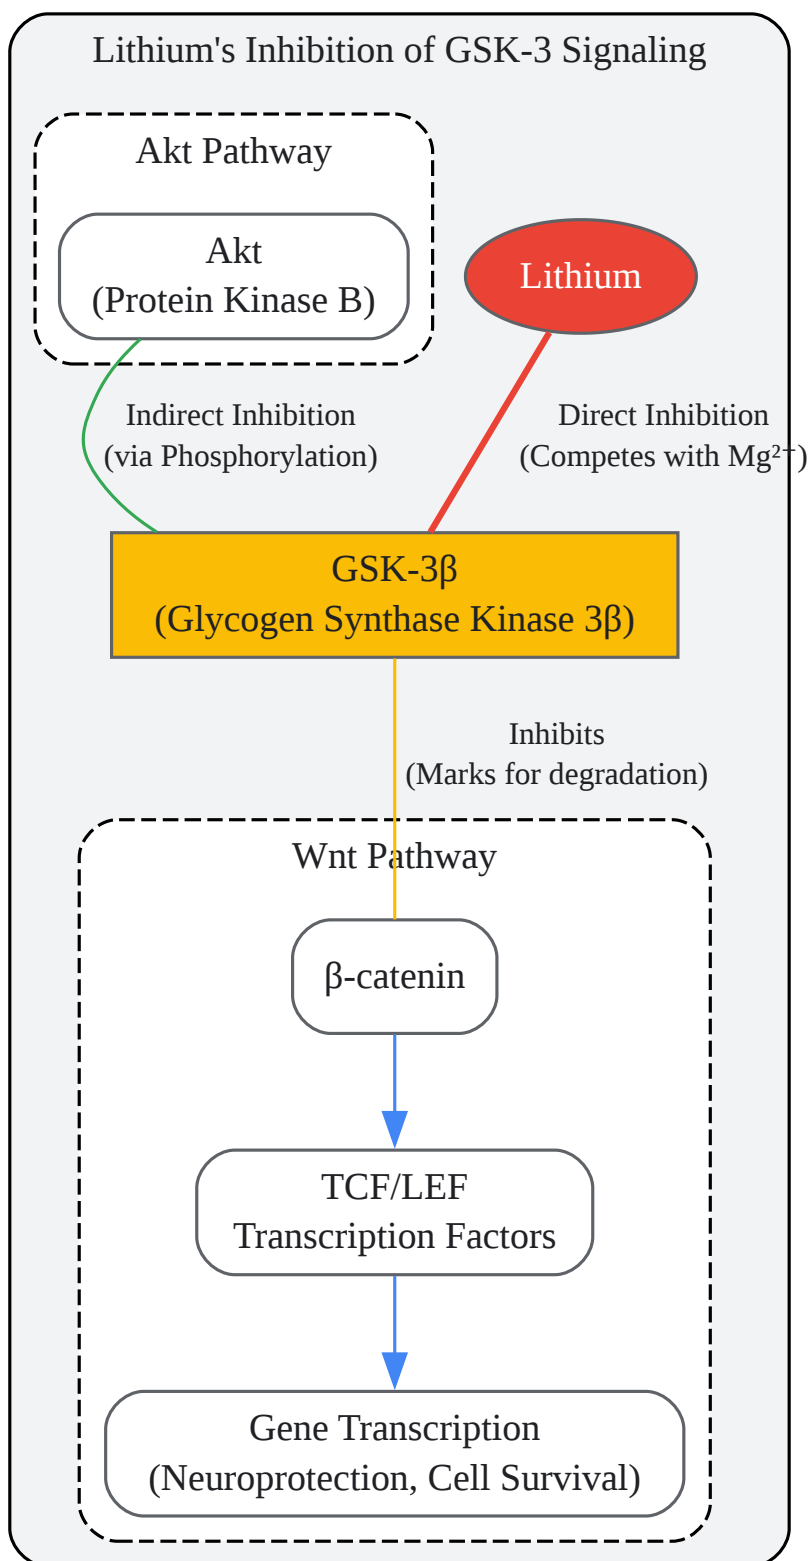 Lithium's Inhibition of GSK-3 Signaling
Akt Pathway
Akt
(Protein Kinase B)
Lithium
Indirect Inhibition
(via Phosphorylation)
Direct Inhibition
(Competes with Mg²⁺)
GSK-3β
(Glycogen Synthase Kinase 3β)
Inhibits
(Marks for degradation)
Wnt Pathway
β-catenin
TCF/LEF
Transcription Factors
Gene Transcription
(Neuroprotection, Cell Survival)